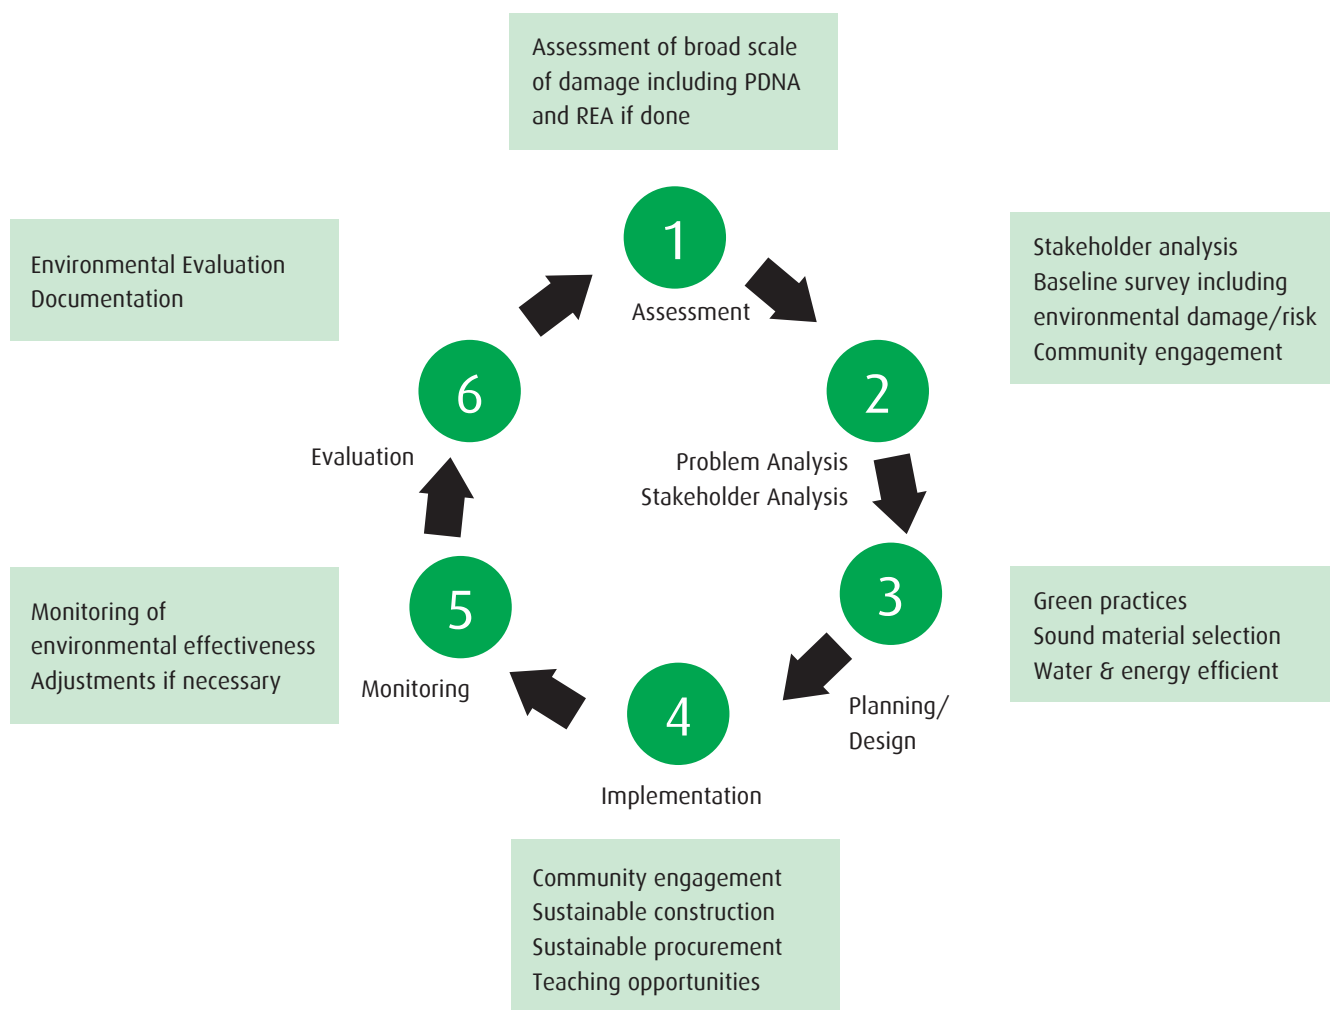 Assessment of broad scale
of damage including PDNA
and REA if done
1
Assessment
Stakeholder analysis
Baseline survey including
environmental damage/risk
Community engagement
2
Problem Analysis
Stakeholder Analysis
Green practices
Sound material selection
Water & energy efficient
3
Planning/
Design
4
Implementation
Community engagement
Sustainable construction
Sustainable procurement
Teaching opportunities
Monitoring of
environmental effectiveness
Adjustments if necessary
5
Monitoring
Environmental Evaluation
Documentation
6
Evaluation